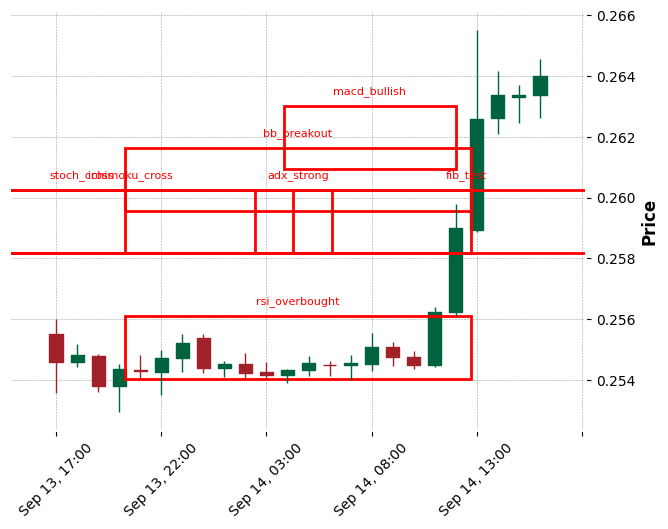 0.266
0.264
macd_bullish
0.262
bb_breakout
stoch_cross
ichimoku_cross
adx_strong
fib_test
0.260
Price
0.258
rsi_overbought
0.256
0.254
Sep 13, 17:00
Sep 13, 22:00
Sep 14, 03:00
Sep 14, 08:00
Sep 14, 13:00